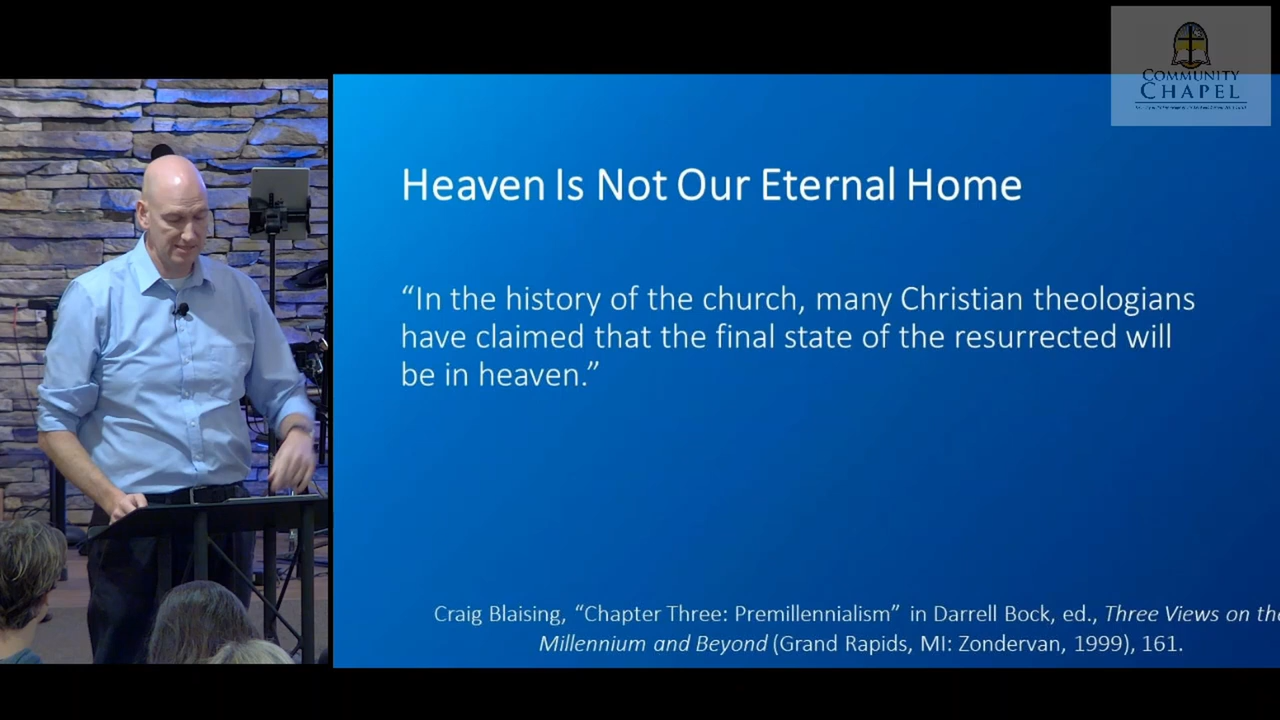 COMMUNITY
CHAPEL
Heaven Is Not Our Eternal Home
“In the history of the church, many Christian theologians
have claimed that the final state of the resurrected will
be in heaven.”
Craig Blaising, “Chapter Three: Premillennialism” in Darrell Bock, ed., Three Views on the
Millennium and Beyond (Grand Rapids, MI: Zondervan, 1999), 161.